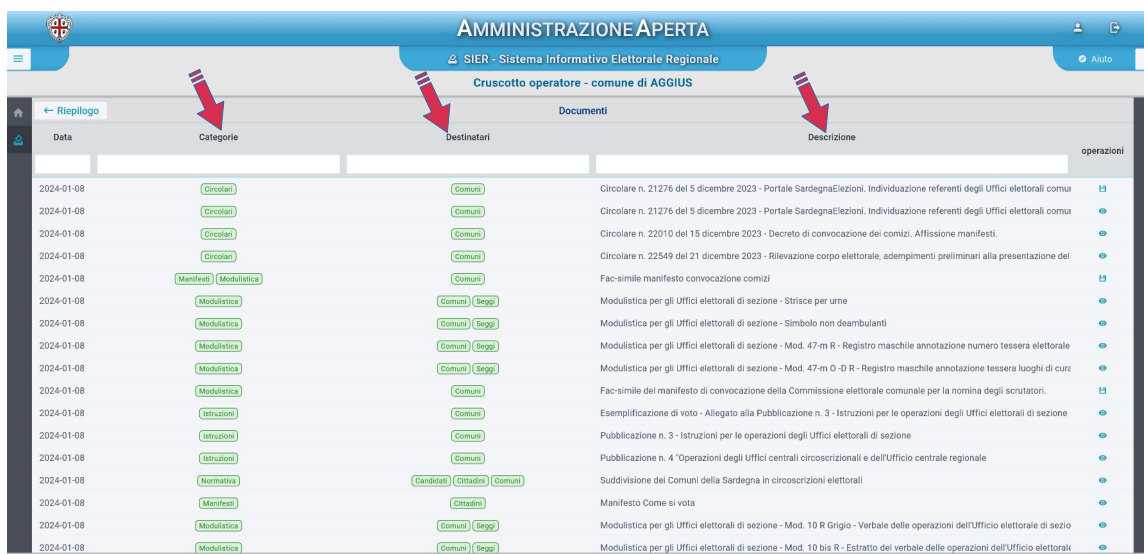 AMMINISTRAZIONE APERTA
SIER - Sistema Informativo Elettorale Regionale
Aiuto
Cruscotto operatore - comune di AGGIUS
← Riepilogo Documenti
Data Categorie Destinatari Descrizione operazioni
2024-01-08 Circolari Comuni Circolare n. 21276 del 5 dicembre 2023 - Portale SardegnaElezioni. Individuazione referenti degli Uffici elettorali comur
2024-01-08 Circolari Comuni Circolare n. 21276 del 5 dicembre 2023 - Portale SardegnaElezioni. Individuazione referenti degli Uffici elettorali comur
2024-01-08 Circolari Comuni Circolare n. 22010 del 15 dicembre 2023 - Decreto di convocazione dei comizi. Affissione manifesti.
2024-01-08 Circolari Comuni Circolare n. 22549 del 21 dicembre 2023 - Rilevazione corpo elettorale, adempimenti preliminari alla presentazione del
2024-01-08 Manifesti Modulistica Comuni Fac-simile manifesto convocazione comizi
2024-01-08 Modulistica Comuni Seggi Modulistica per gli Uffici elettorali di sezione - Strisce per urne
2024-01-08 Modulistica Comuni Seggi Modulistica per gli Uffici elettorali di sezione - Simbolo non deambulanti
2024-01-08 Modulistica Comuni Seggi Modulistica per gli Uffici elettorali di sezione - Mod. 47-m R - Registro maschile annotazione numero tessera elettorale
2024-01-08 Modulistica Comuni Seggi Modulistica per gli Uffici elettorali di sezione - Mod. 47-m O -D R - Registro maschile annotazione tessera luoghi di cura
2024-01-08 Modulistica Comuni Fac-simile del manifesto di convocazione della Commissione elettorale comunale per la nomina degli scrutatori.
2024-01-08 Istruzioni Comuni Esemplificazione di voto - Allegato alla Pubblicazione n. 3 - Istruzioni per le operazioni degli Uffici elettorali di sezione
2024-01-08 Istruzioni Comuni Pubblicazione n. 3 - Istruzioni per le operazioni degli Uffici elettorali di sezione
2024-01-08 Istruzioni Comuni Pubblicazione n. 4 "Operazioni degli Uffici centrali circoscrizionali e dell'Ufficio centrale regionale
2024-01-08 Normativa Candidati Cittadini Comuni Suddivisione dei Comuni della Sardegna in circoscrizioni elettorali
2024-01-08 Manifesti Cittadini Manifesto Come si vota
2024-01-08 Modulistica Comuni Seggi Modulistica per gli Uffici elettorali di sezione - Mod. 10 R Grigio - Verbale delle operazioni dell'Ufficio elettorale di sezio
2024-01-08 Modulistica Comuni Seggi Modulistica per gli Uffici elettorali di sezione - Mod. 10 bis R - Estratto del verbale delle operazioni dell'Ufficio elettorale